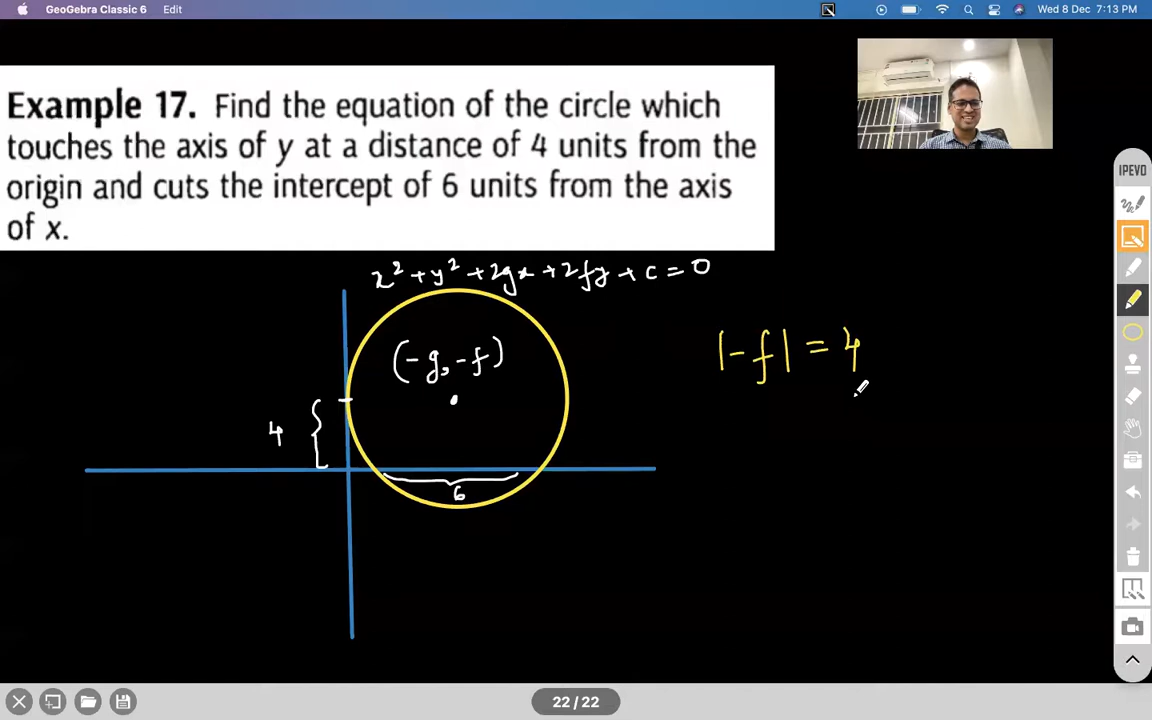 GeoGebra Classic 6 Edit Wed 8 Dec 7:13 PM
Example 17. Find the equation of the circle which
touches the axis of y at a distance of 4 units from the
origin and cuts the intercept of 6 units from the axis
of x.
x² + y² + 2gx + 2fy + c = 0
(-g, -f)
|-f| = 4
4
6
IPEVO
22 / 22